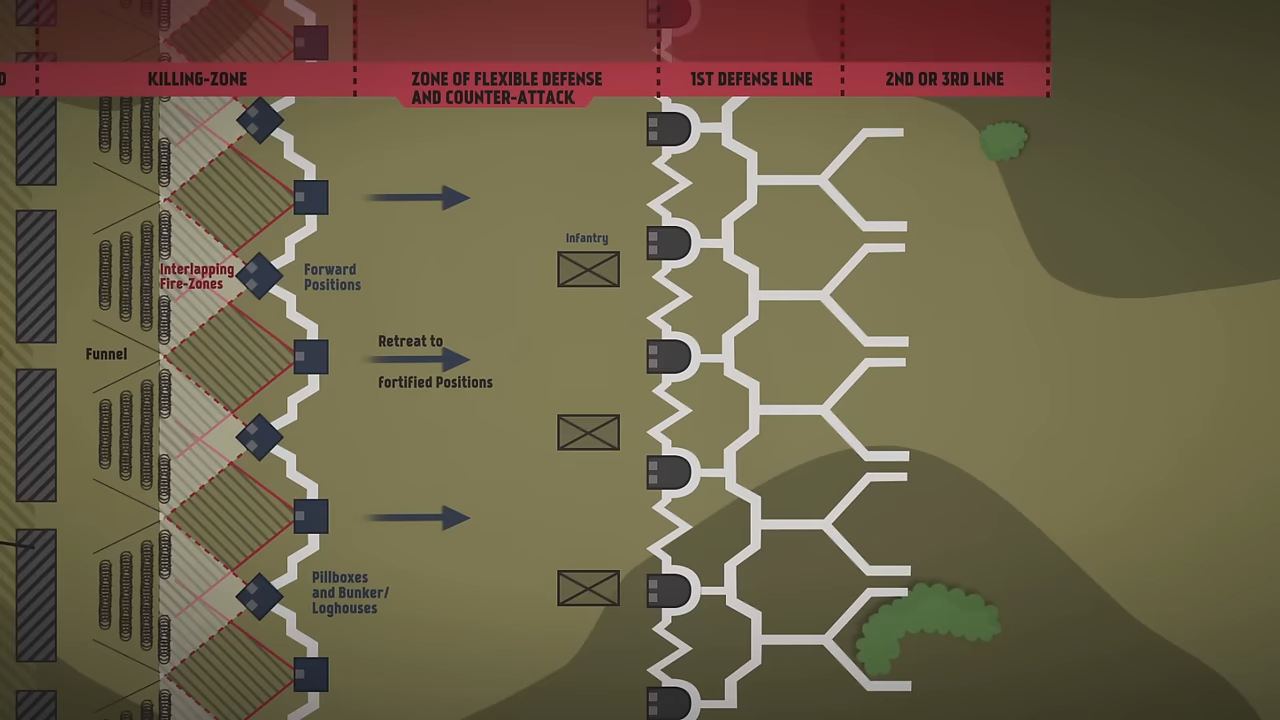 KILLING-ZONE
ZONE OF FLEXIBLE DEFENSE
AND COUNTER-ATTACK
1ST DEFENSE LINE
2ND OR 3RD LINE
Infantry
Interlapping
Fire-Zones
Forward
Positions
Funnel
Retreat to
fortified Positions
Pillboxes
and Bunker/
Loghouses